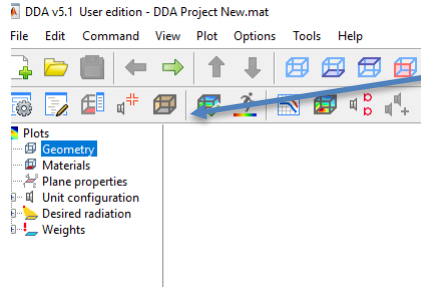 DDA v5.1 User edition - DDA Project New.mat
File Edit Command View Plot Options Tools Help
Plots
Geometry
Materials
Plane properties
Unit configuration
Desired radiation
Weights